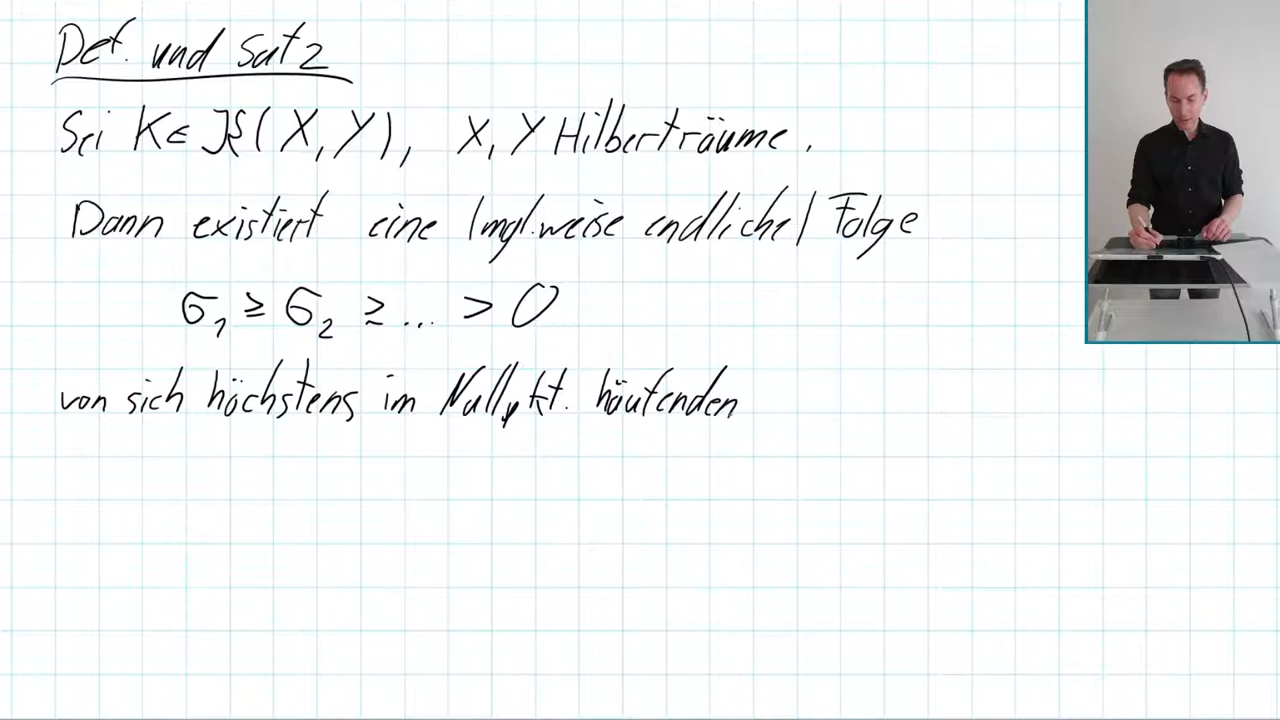 Def. und Satz
Sei K ∈ 𝒦(X, Y), X, Y Hilberträume.
Dann existiert eine (mgl.weise endliche) Folge
σ₁ ≥ σ₂ ≥ ... > 0
von sich höchstens im Nullpkt. häufenden